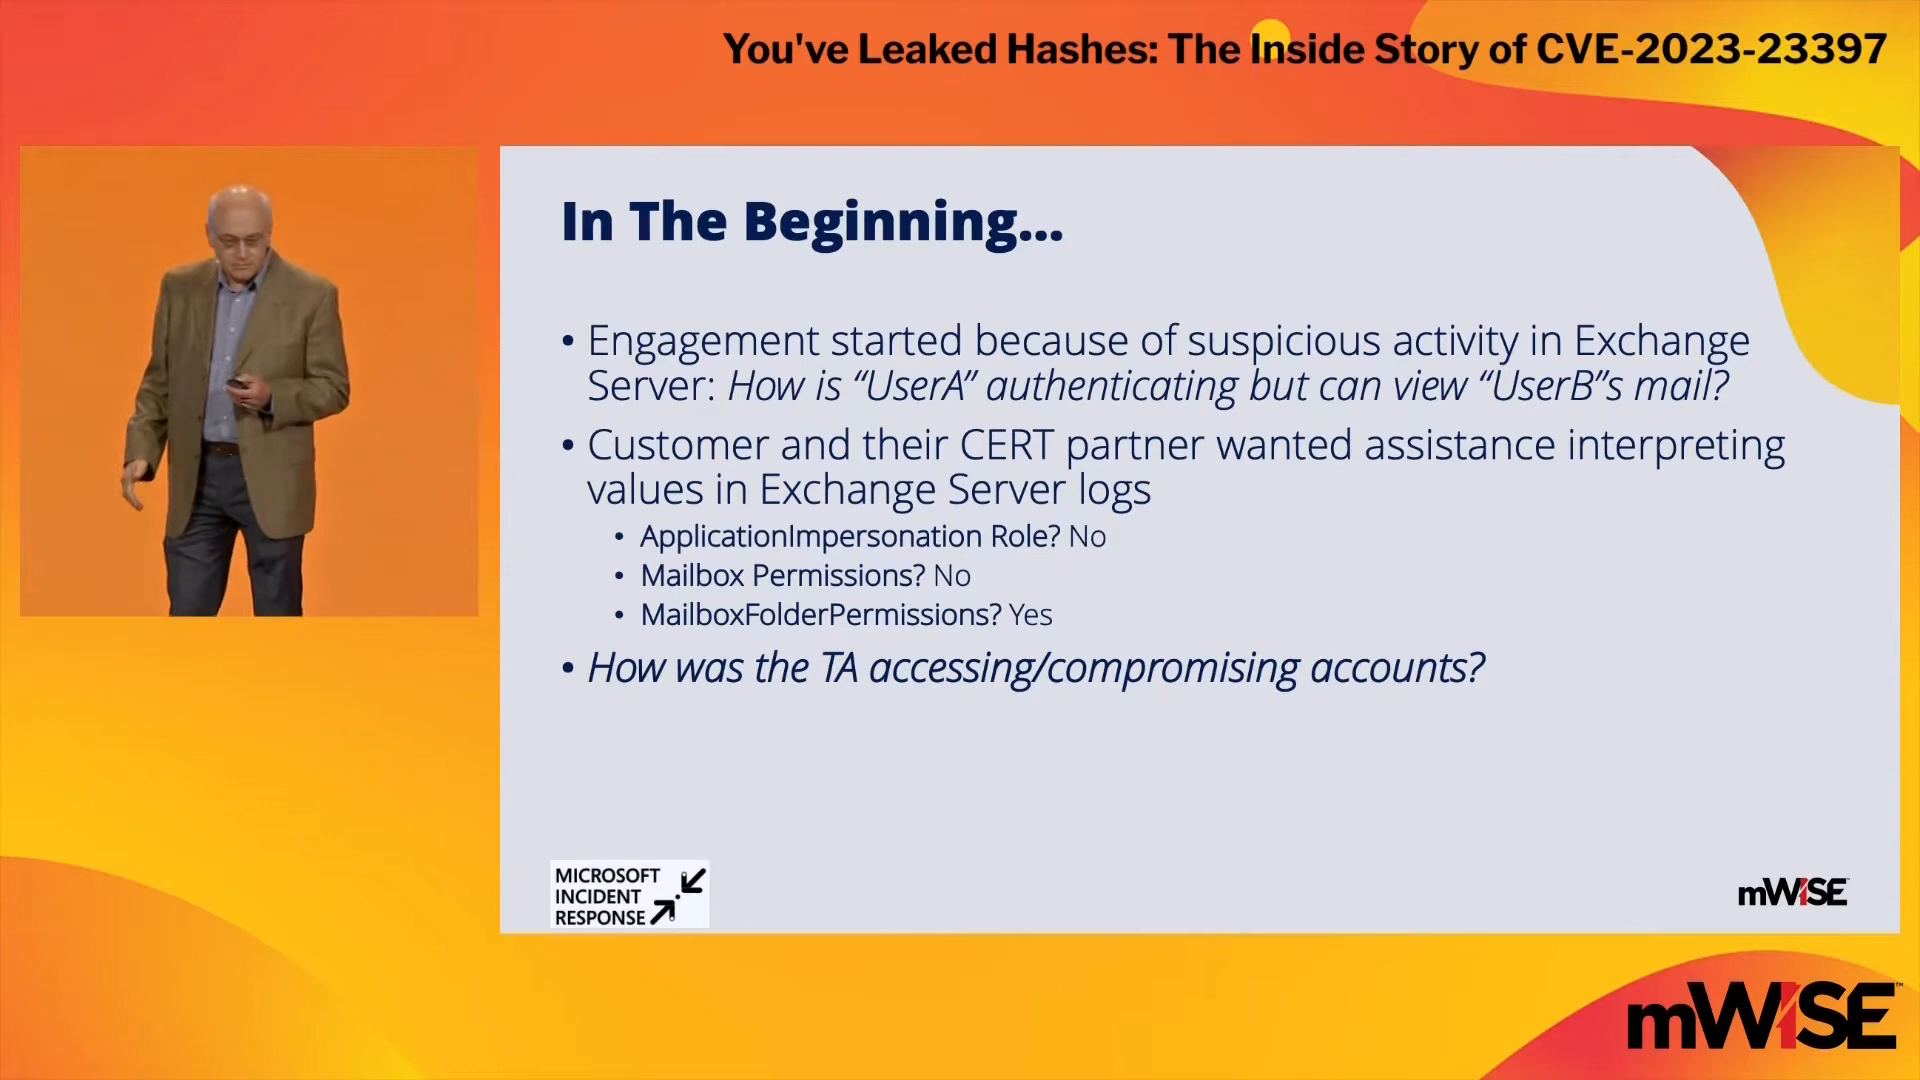 You've Leaked Hashes: The Inside Story of CVE-2023-23397
In The Beginning...
• Engagement started because of suspicious activity in Exchange
Server: How is “UserA” authenticating but can view “UserB”s mail?
• Customer and their CERT partner wanted assistance interpreting
values in Exchange Server logs
• ApplicationImpersonation Role? No
• Mailbox Permissions? No
• MailboxFolderPermissions? Yes
• How was the TA accessing/compromising accounts?
MICROSOFT
INCIDENT
RESPONSE
mWISE
mWISE™